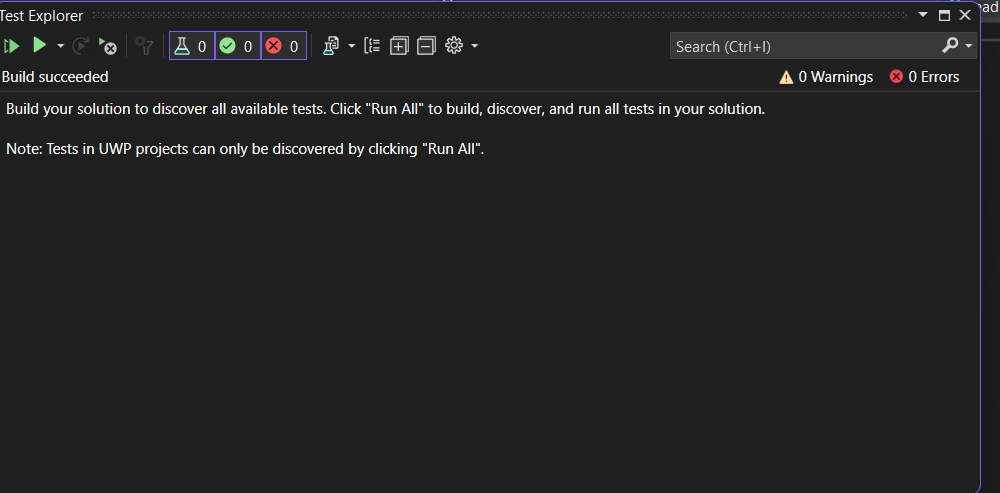 Test Explorer
0 0 0
Search (Ctrl+I)
Build succeeded
0 Warnings 0 Errors
Build your solution to discover all available tests. Click "Run All" to build, discover, and run all tests in your solution.
Note: Tests in UWP projects can only be discovered by clicking "Run All".